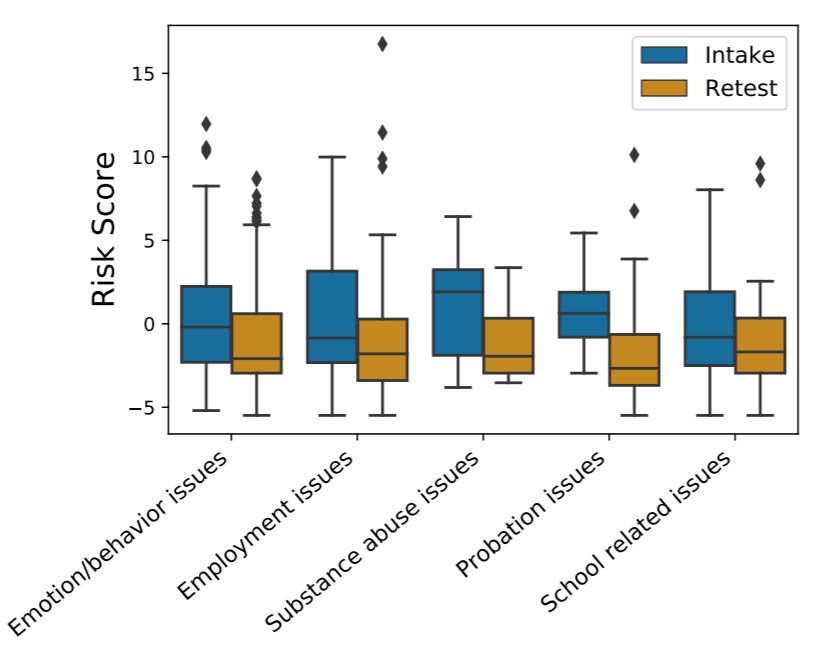 Intake
Retest
Risk Score
15
10
5
0
−5
Emotion/behavior issues
Employment issues
Substance abuse issues
Probation issues
School related issues